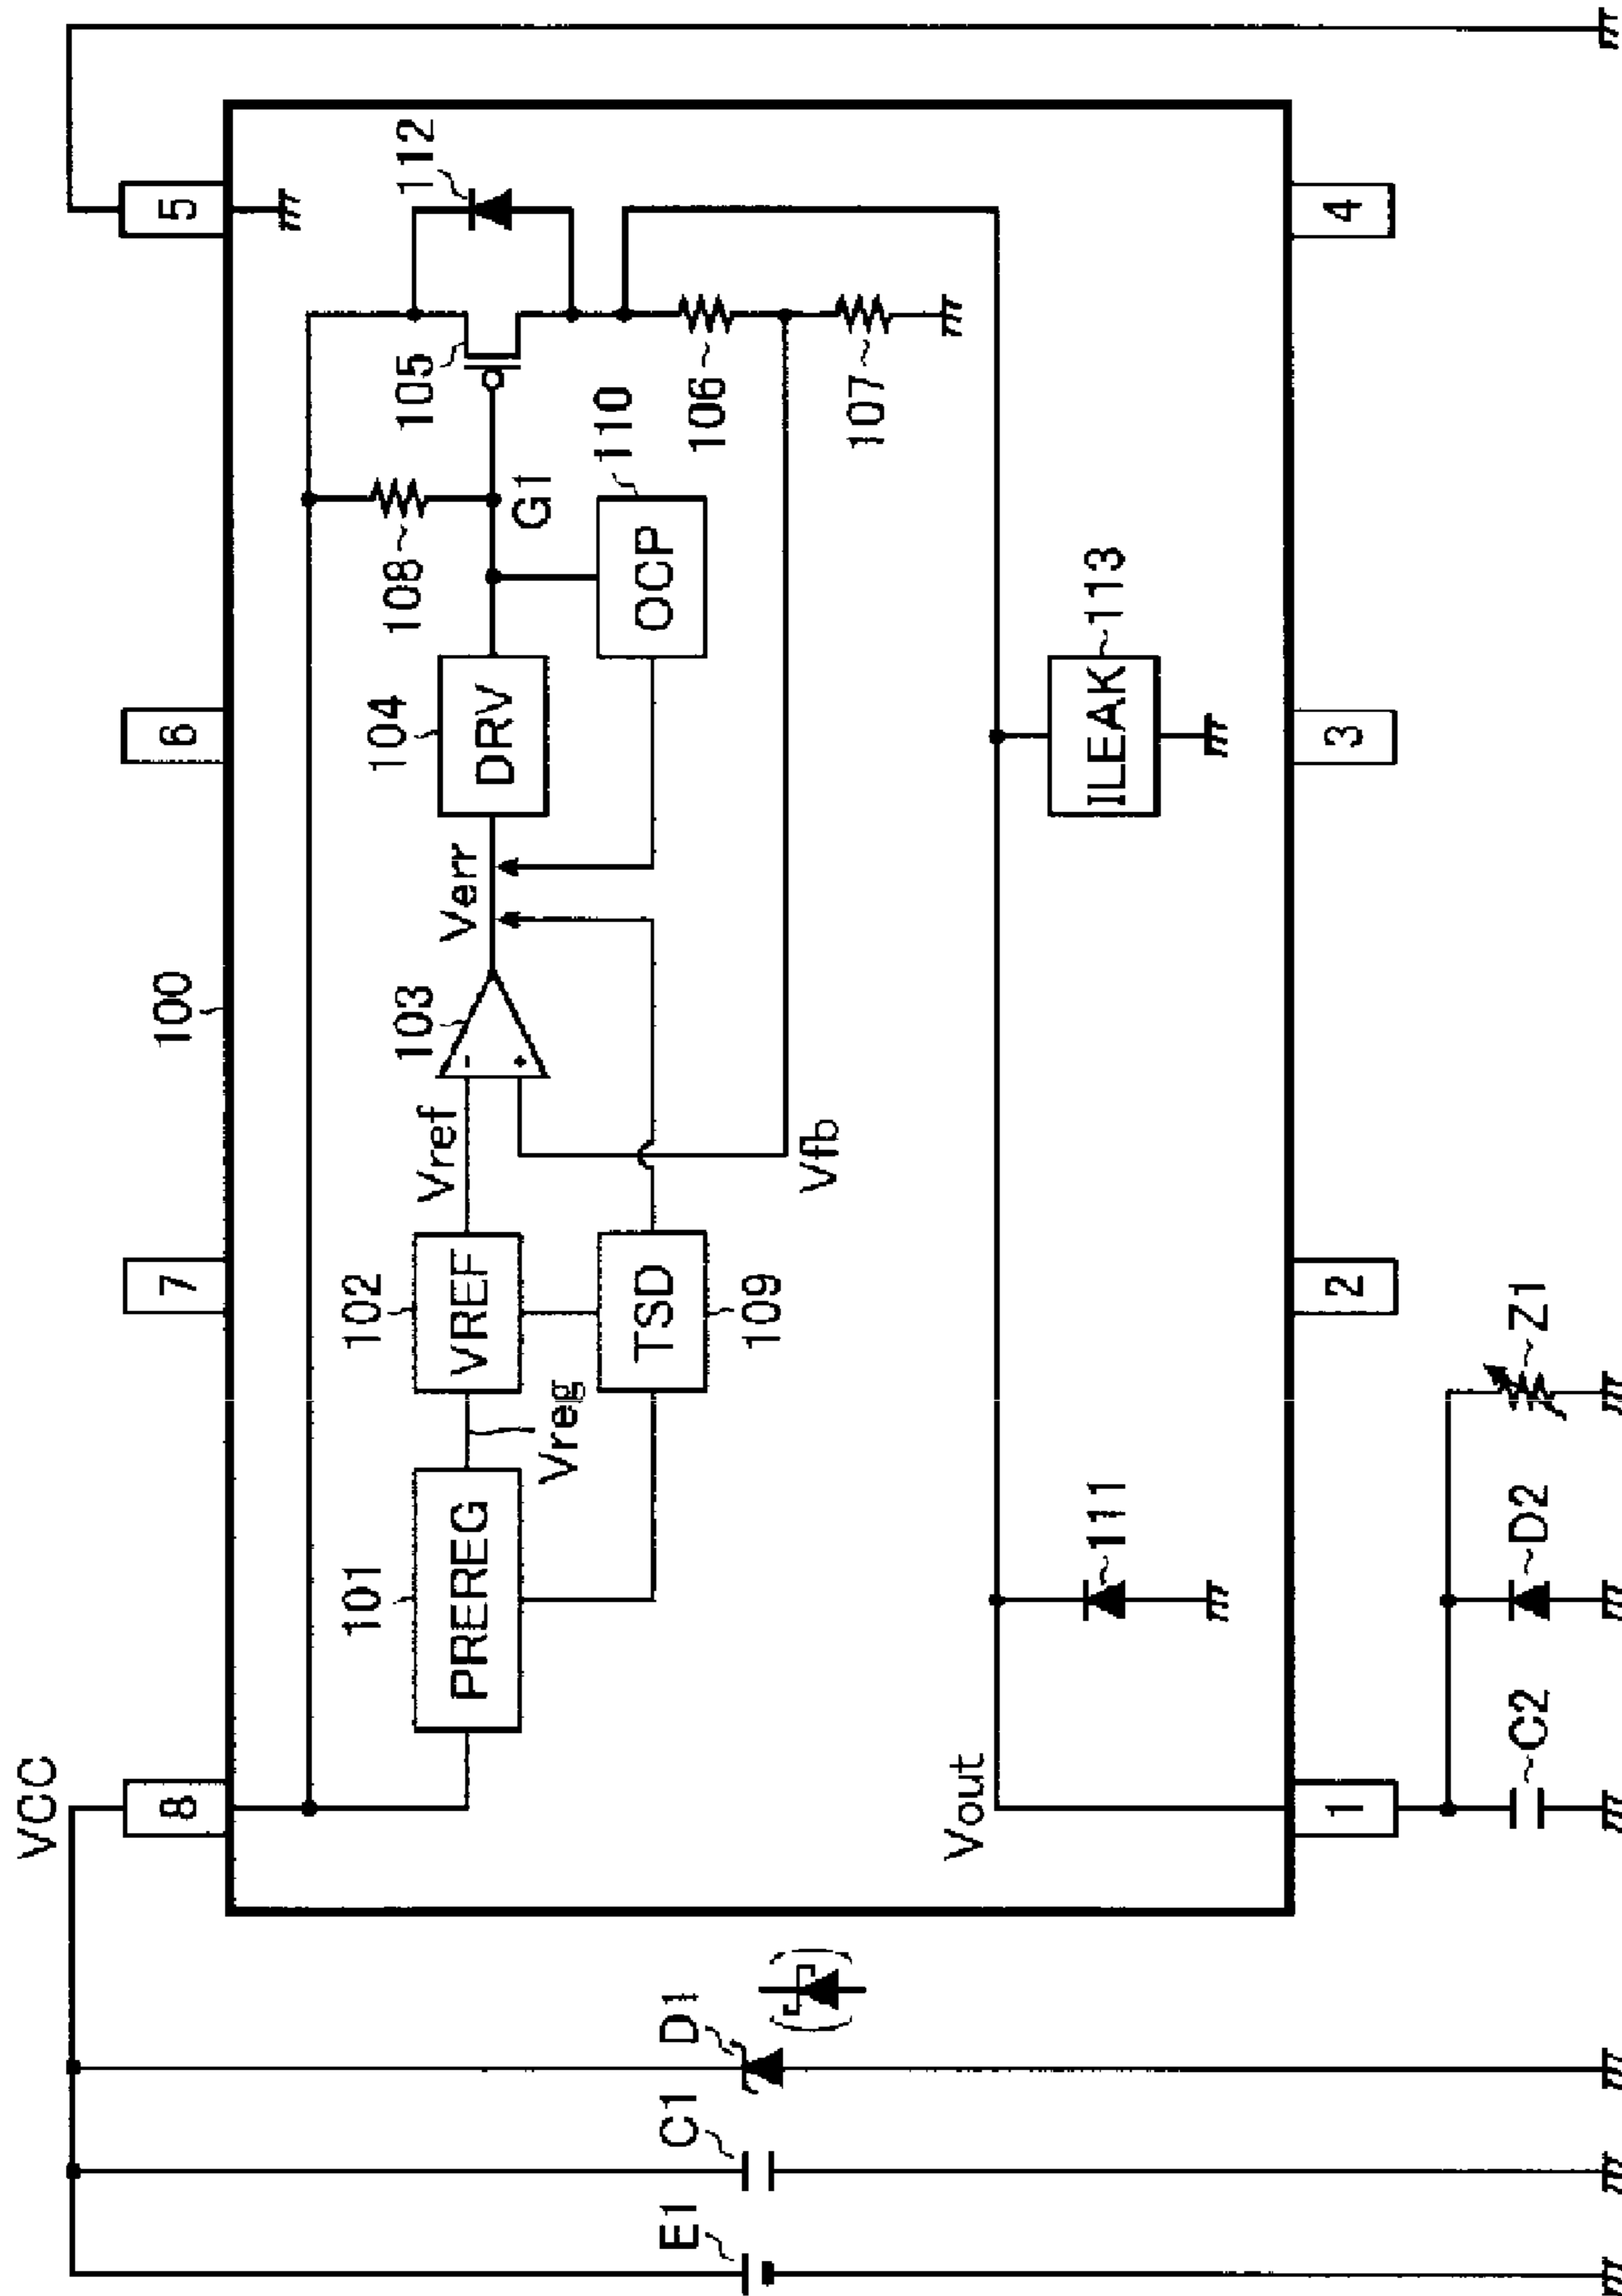 VCC
100
8
7
6
5
101
PREREG
Vreg
102
VREF
Vref
103
-
+
Verr
104
DRV
108
G1
105
112
TSD
109
OCP
110
106
107
Vfb
Vout
111
ILEAK
113
1
2
3
4
E1
C1
D1
C2
D2
Z1